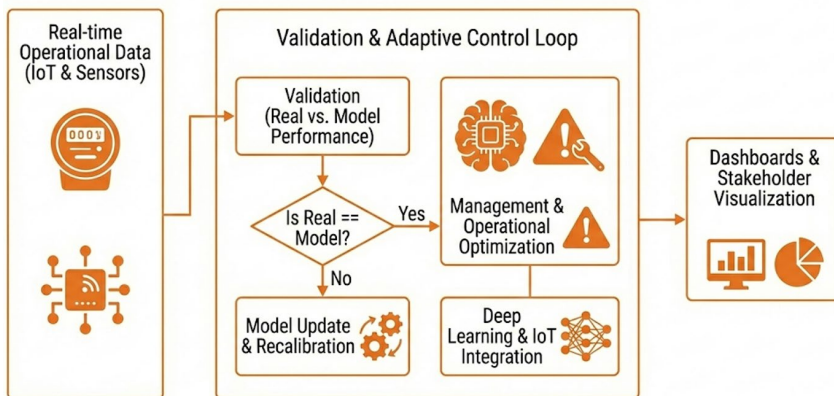 Real-time
Operational Data
(IoT & Sensors)
Validation & Adaptive Control Loop
Validation
(Real vs. Model
Performance)
Is Real ==
Model?
Yes
No
Model Update
& Recalibration
Management &
Operational
Optimization
Deep
Learning & IoT
Integration
Dashboards &
Stakeholder
Visualization